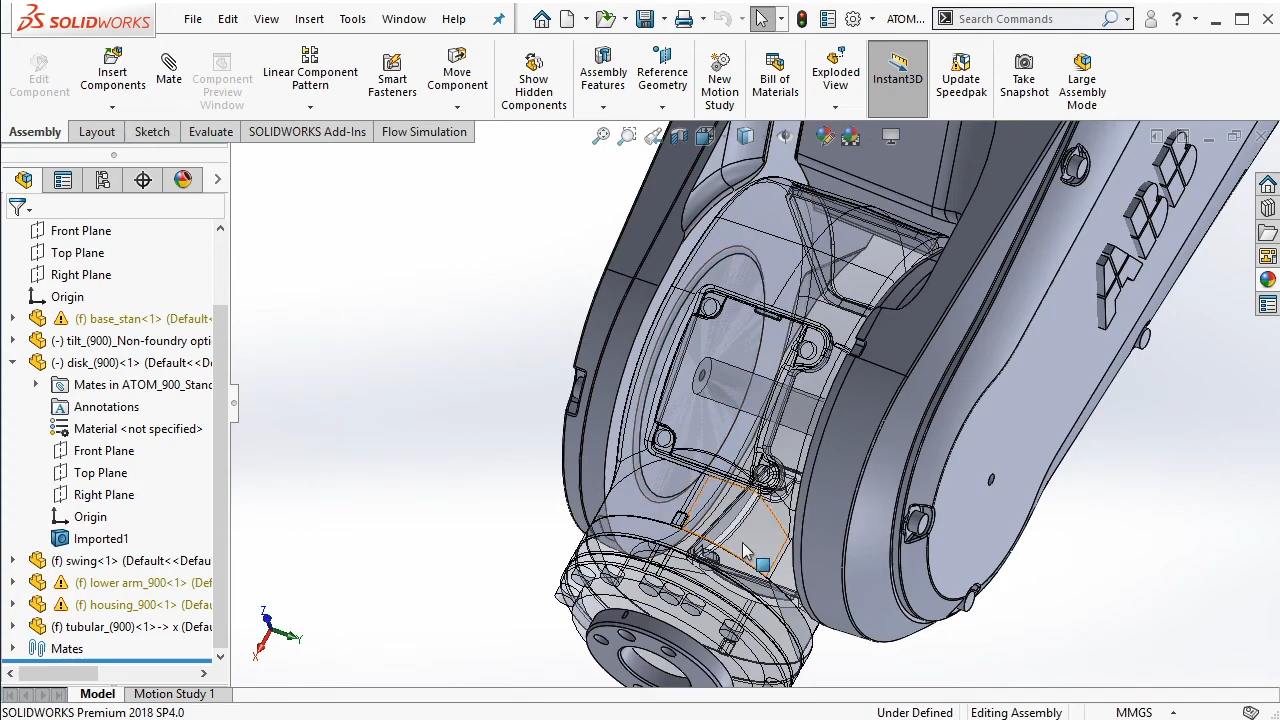 SOLIDWORKS
File Edit View Insert Tools Window Help
ATOM...
Search Commands
Edit Component
Insert Components
Mate
Component Preview Window
Linear Component Pattern
Smart Fasteners
Move Component
Show Hidden Components
Assembly Features
Reference Geometry
New Motion Study
Bill of Materials
Exploded View
Instant3D
Update Speedpak
Take Snapshot
Large Assembly Mode
Assembly Layout Sketch Evaluate SOLIDWORKS Add-Ins Flow Simulation
Front Plane
Top Plane
Right Plane
Origin
(f) base_stan<1> (Default<
(-) tilt_(900)_Non-foundry opti
(-) disk_(900)<1> (Default<<De
Mates in ATOM_900_Stanc
Annotations
Material <not specified>
Front Plane
Top Plane
Right Plane
Origin
Imported1
(f) swing<1> (Default<<Default
(f) lower arm_900<1> (Def
(f) housing_900<1> (Defau
(f) tubular_(900)<1>-> x (Defau
Mates
Z
Y
X
Model Motion Study 1
SOLIDWORKS Premium 2018 SP4.0
Under Defined Editing Assembly MMGS